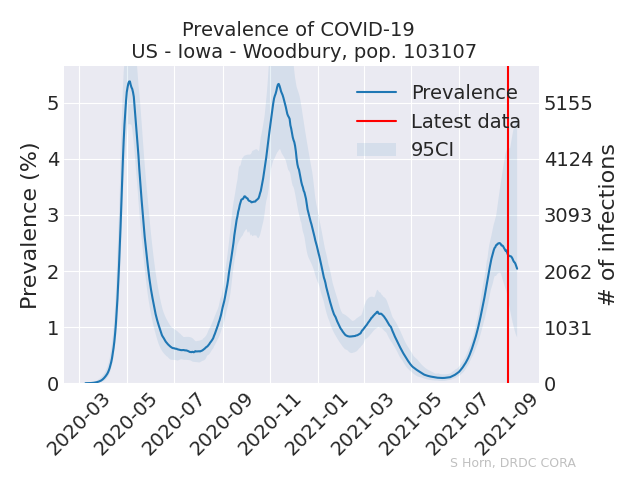 Prevalence of COVID-19
US - Iowa - Woodbury, pop. 103107
Prevalence (%)
5
4
3
2
1
0
Prevalence
Latest data
95CI
5155
4124
3093
2062
1031
0
# of infections
2020-03
2020-05
2020-07
2020-09
2020-11
2021-01
2021-03
2021-05
2021-07
2021-09
S Horn, DRDC CORA